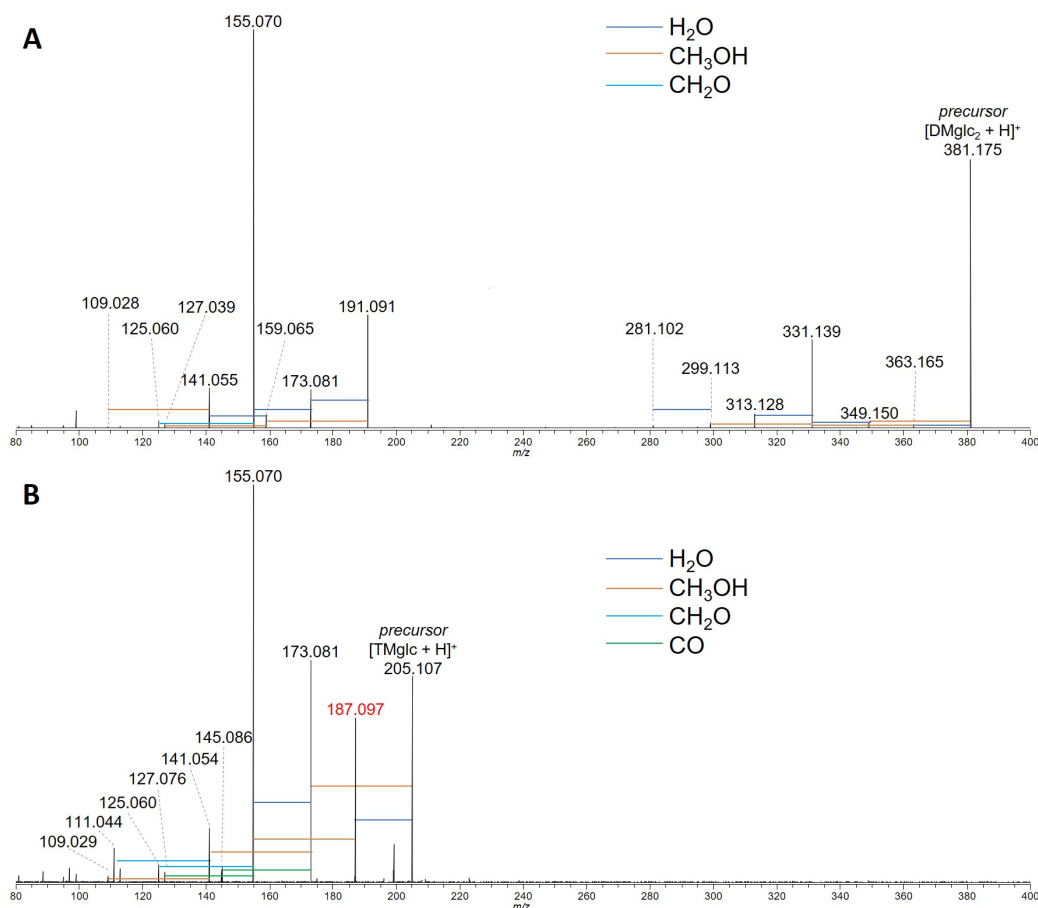 A
155.070
H₂O
CH₃OH
CH₂O
precursor
[DMglc₂ + H]⁺
381.175
109.028
127.039
125.060
159.065
191.091
141.055
173.081
281.102
299.113
331.139
363.165
313.128
349.150
80 100 120 140 160 180 200 220 240 260 280 300 320 340 360 380 400
m/z
B
155.070
H₂O
CH₃OH
CH₂O
CO
precursor
[TMglc + H]⁺
205.107
173.081
187.097
145.086
141.054
127.076
125.060
111.044
109.029
80 100 120 140 160 180 200 220 240 260 280 300 320 340 360 380 400
m/z